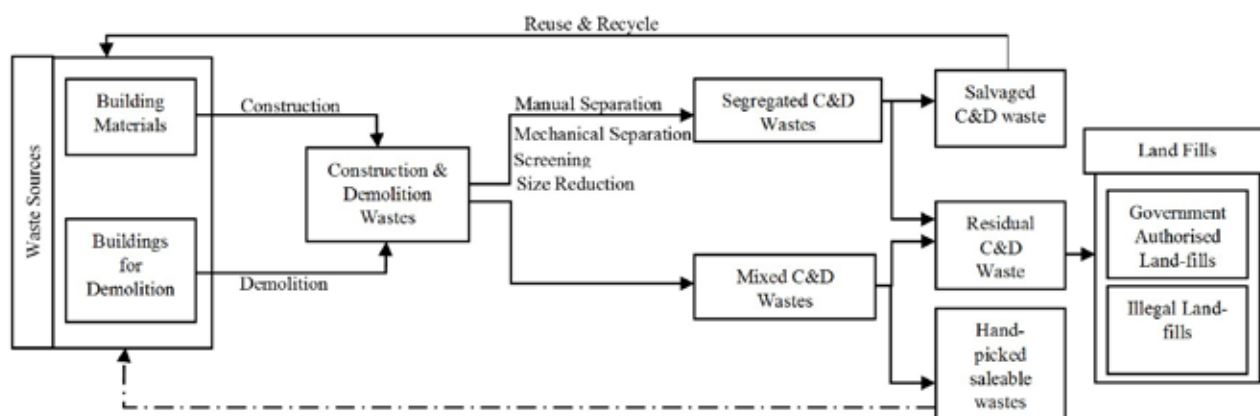 Reuse & Recycle
Waste Sources
Building
Materials
Construction
Buildings
for
Demolition
Demolition
Construction &
Demolition
Wastes
Manual Separation
Mechanical Separation
Screening
Size Reduction
Segregated C&D
Wastes
Mixed C&D
Wastes
Salvaged
C&D waste
Residual
C&D
Waste
Hand-
picked
saleable
wastes
Land Fills
Government
Authorised
Land-fills
Illegal Land-
fills